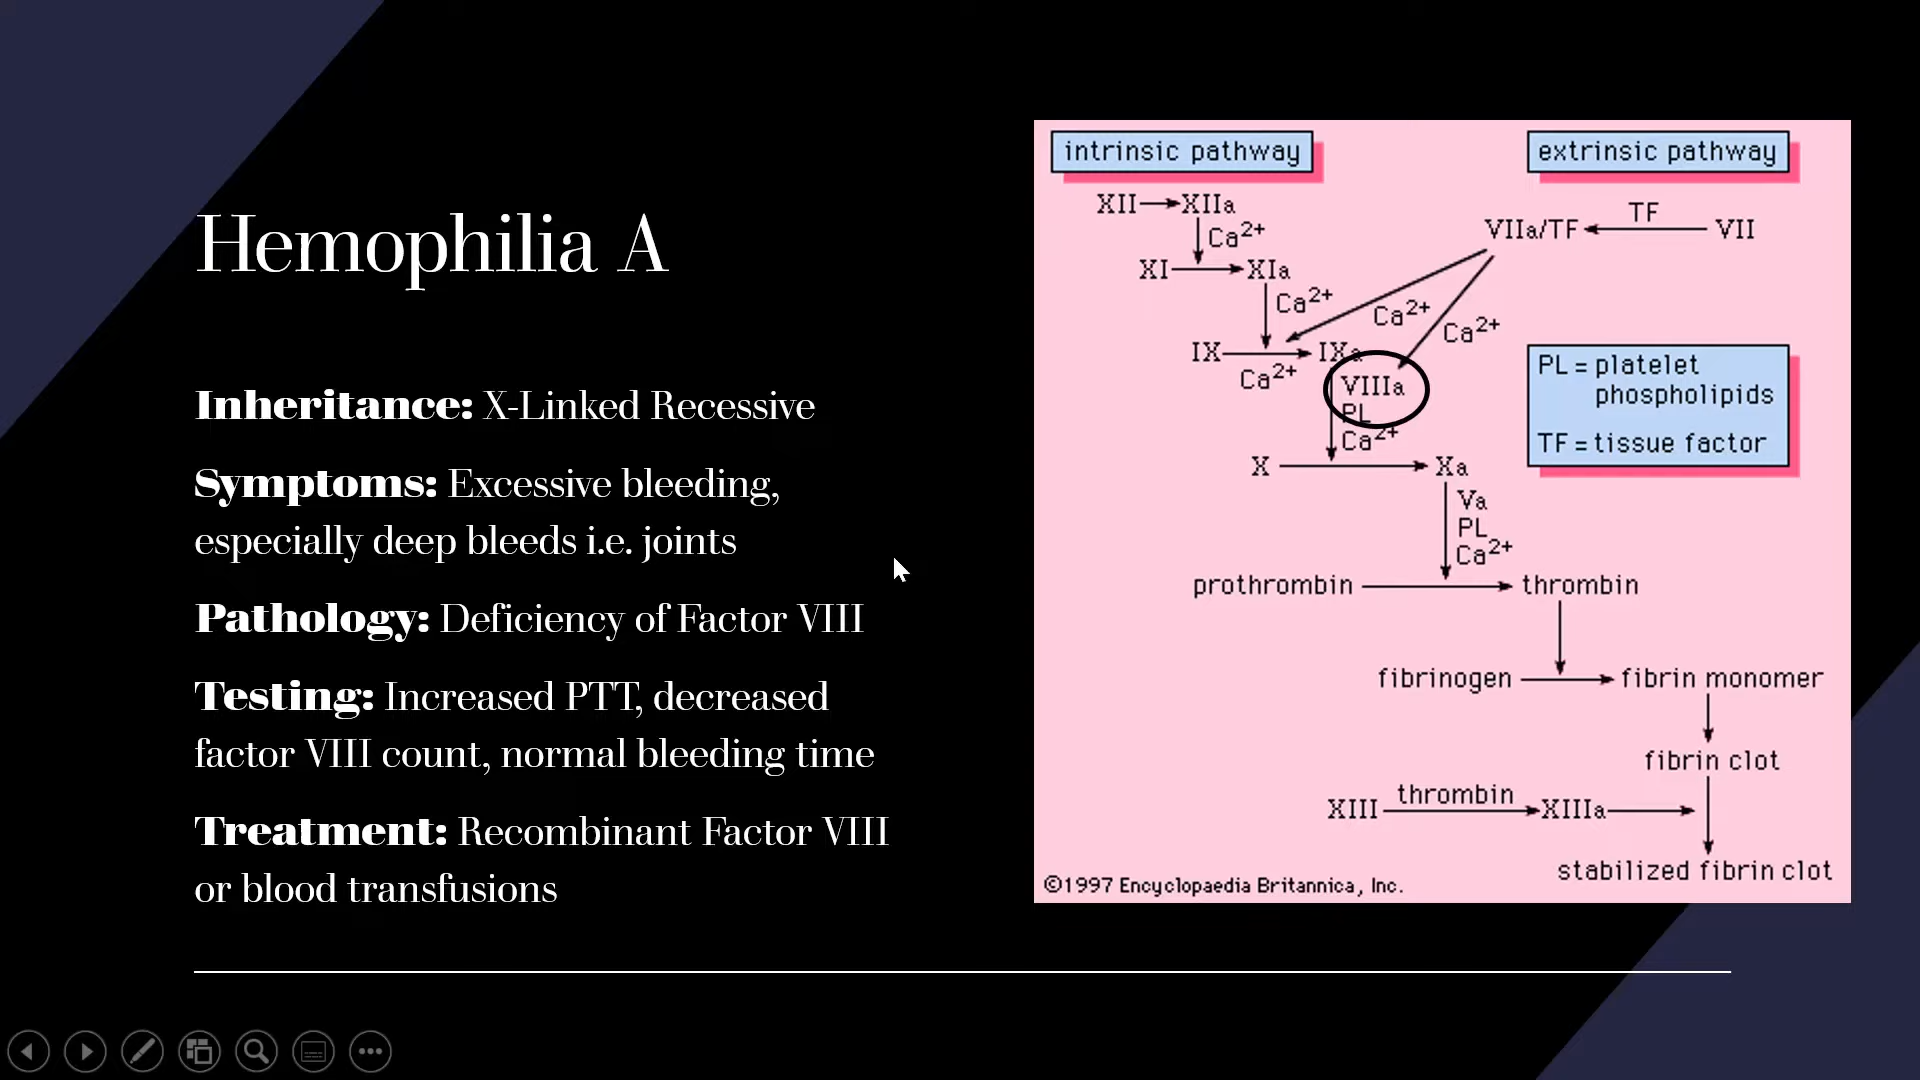 Hemophilia A
Inheritance: X-Linked Recessive
Symptoms: Excessive bleeding,
especially deep bleeds i.e. joints
Pathology: Deficiency of Factor VIII
Testing: Increased PTT, decreased
factor VIII count, normal bleeding time
Treatment: Recombinant Factor VIII
or blood transfusions
intrinsic pathway
extrinsic pathway
XII XIIa
Ca2+
XI XIa
Ca2+
TF
VIIa/TF VII
Ca2+
Ca2+
IX IXa
Ca2+
VIIIa
PL
Ca2+
X Xa
PL = platelet
phospholipids
TF = tissue factor
Va
PL
Ca2+
prothrombin thrombin
fibrinogen fibrin monomer
fibrin clot
thrombin
XIII XIIIa
stabilized fibrin clot
©1997 Encyclopaedia Britannica, Inc.